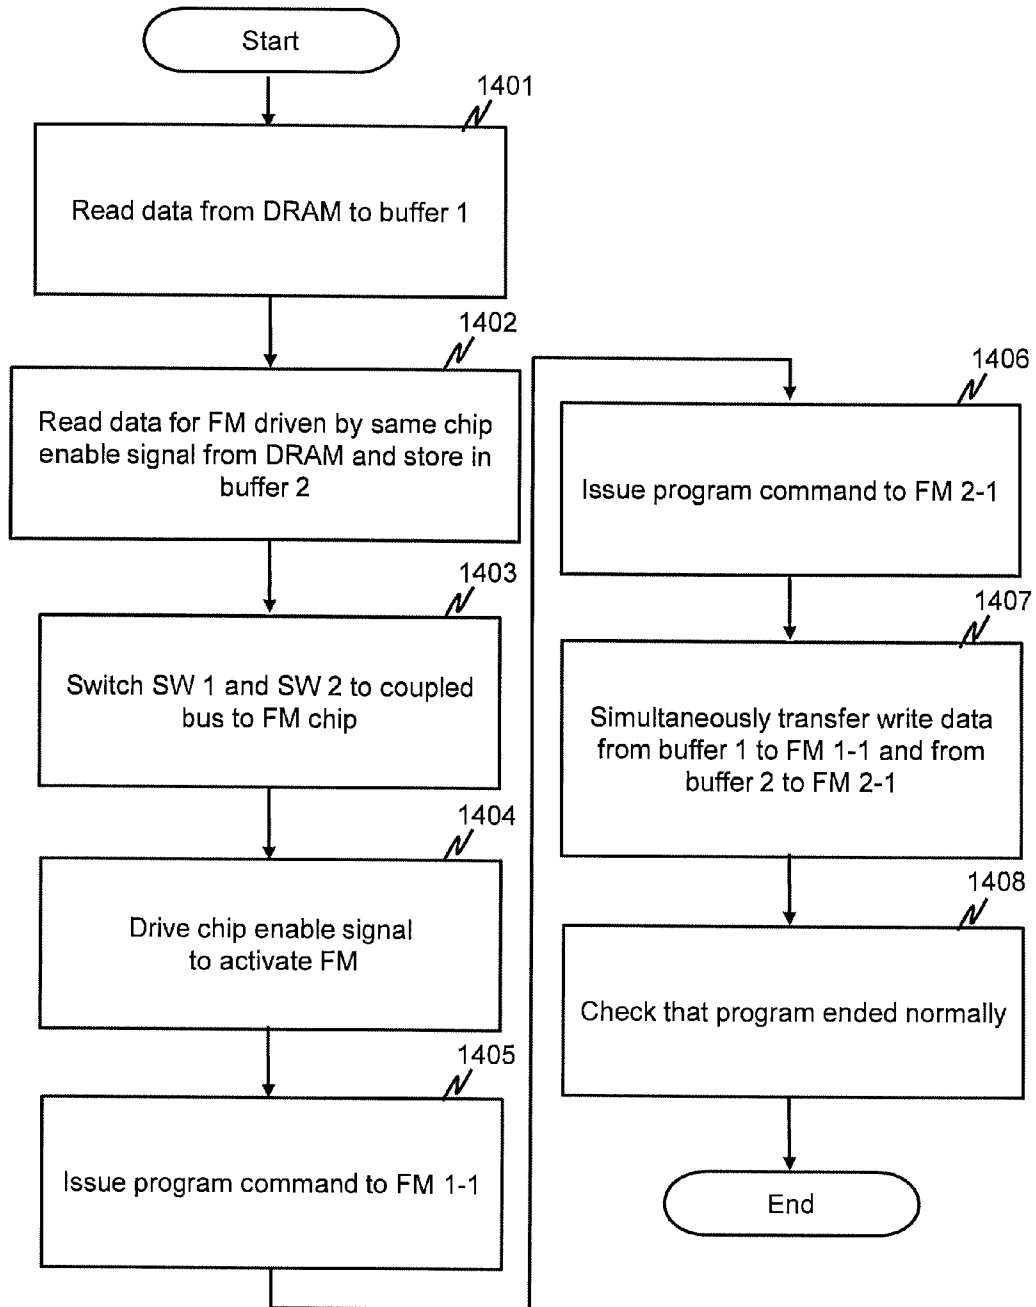 Start
1401
Read data from DRAM to buffer 1
1402
Read data for FM driven by same chip
enable signal from DRAM and store in
buffer 2
1403
Switch SW 1 and SW 2 to coupled
bus to FM chip
1404
Drive chip enable signal
to activate FM
1405
Issue program command to FM 1-1
1406
Issue program command to FM 2-1
1407
Simultaneously transfer write data
from buffer 1 to FM 1-1 and from
buffer 2 to FM 2-1
1408
Check that program ended normally
End